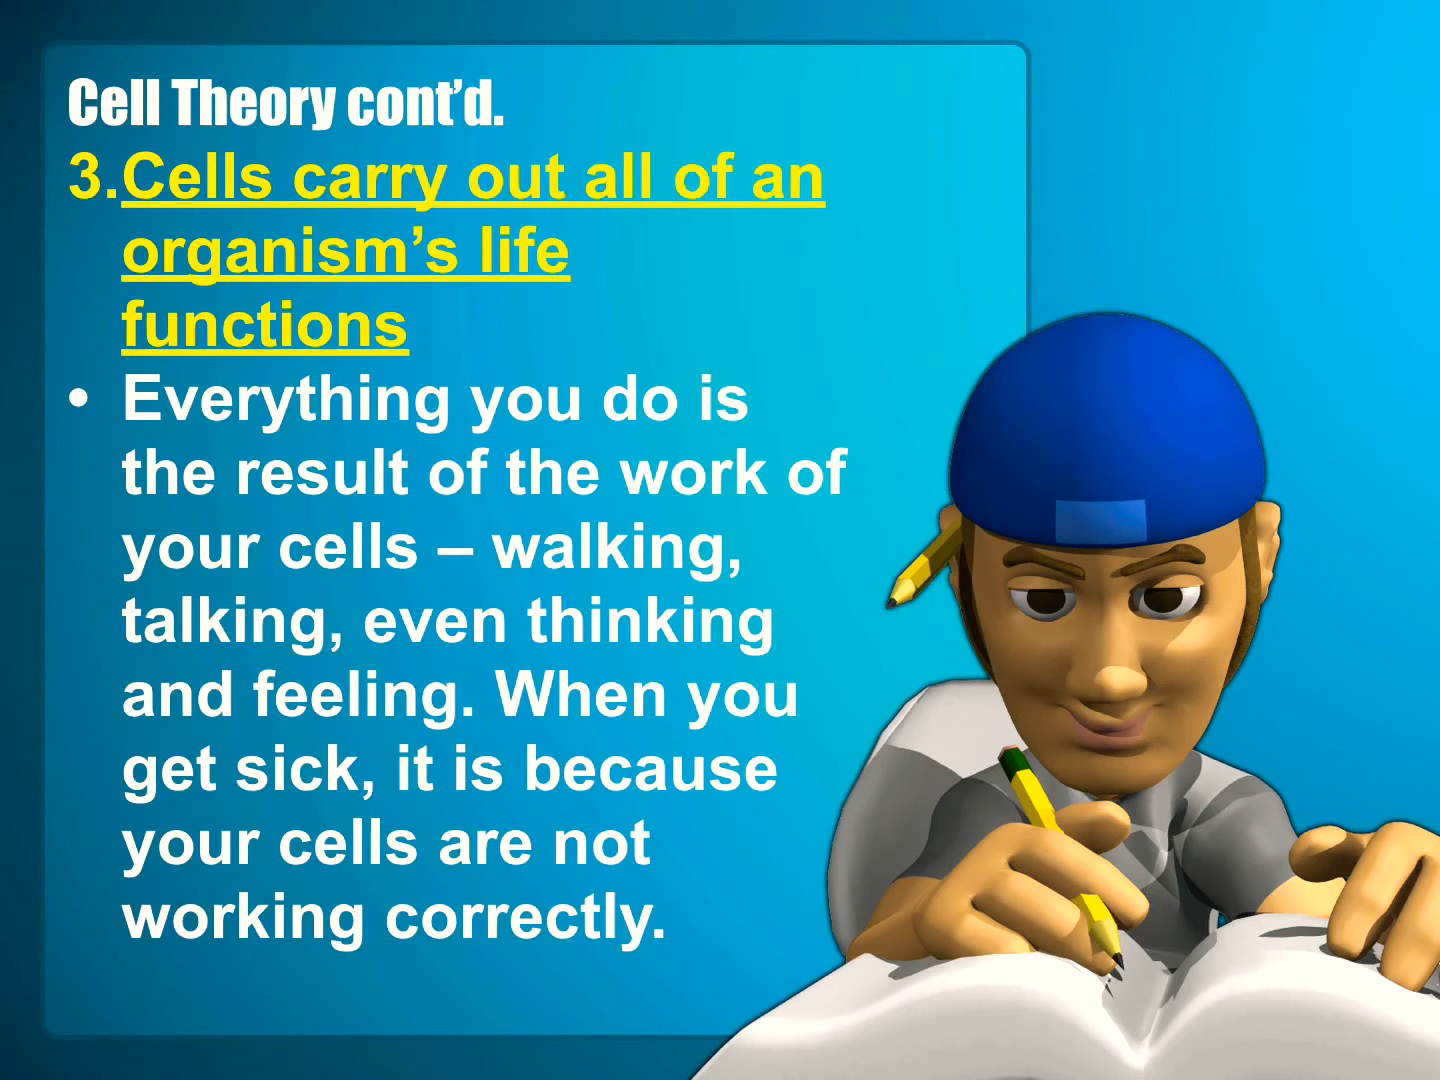 Cell Theory cont’d.
3.Cells carry out all of an
organism’s life
functions
• Everything you do is
the result of the work of
your cells – walking,
talking, even thinking
and feeling. When you
get sick, it is because
your cells are not
working correctly.